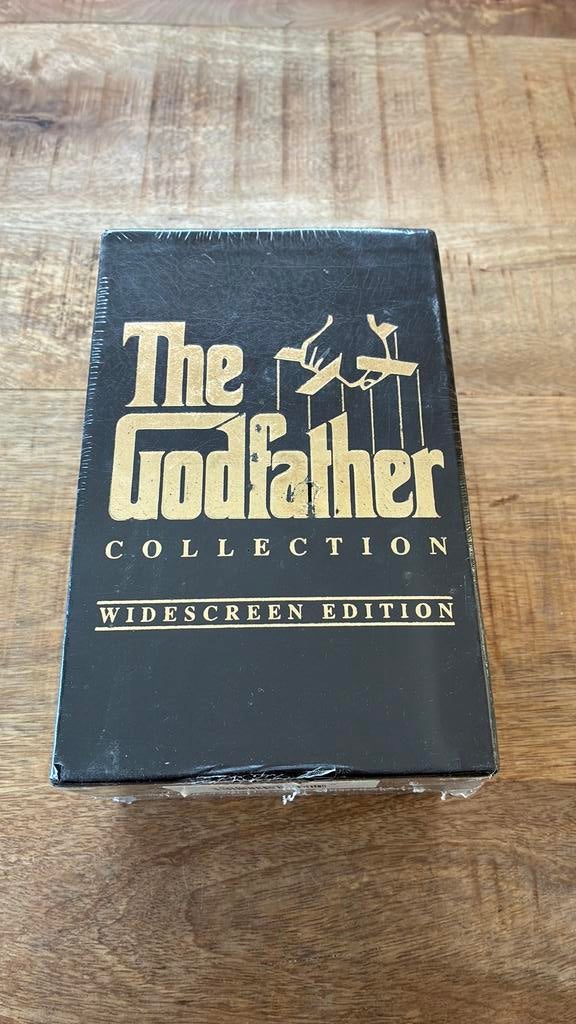 The
Godfather
COLLECTION
WIDESCREEN EDITION